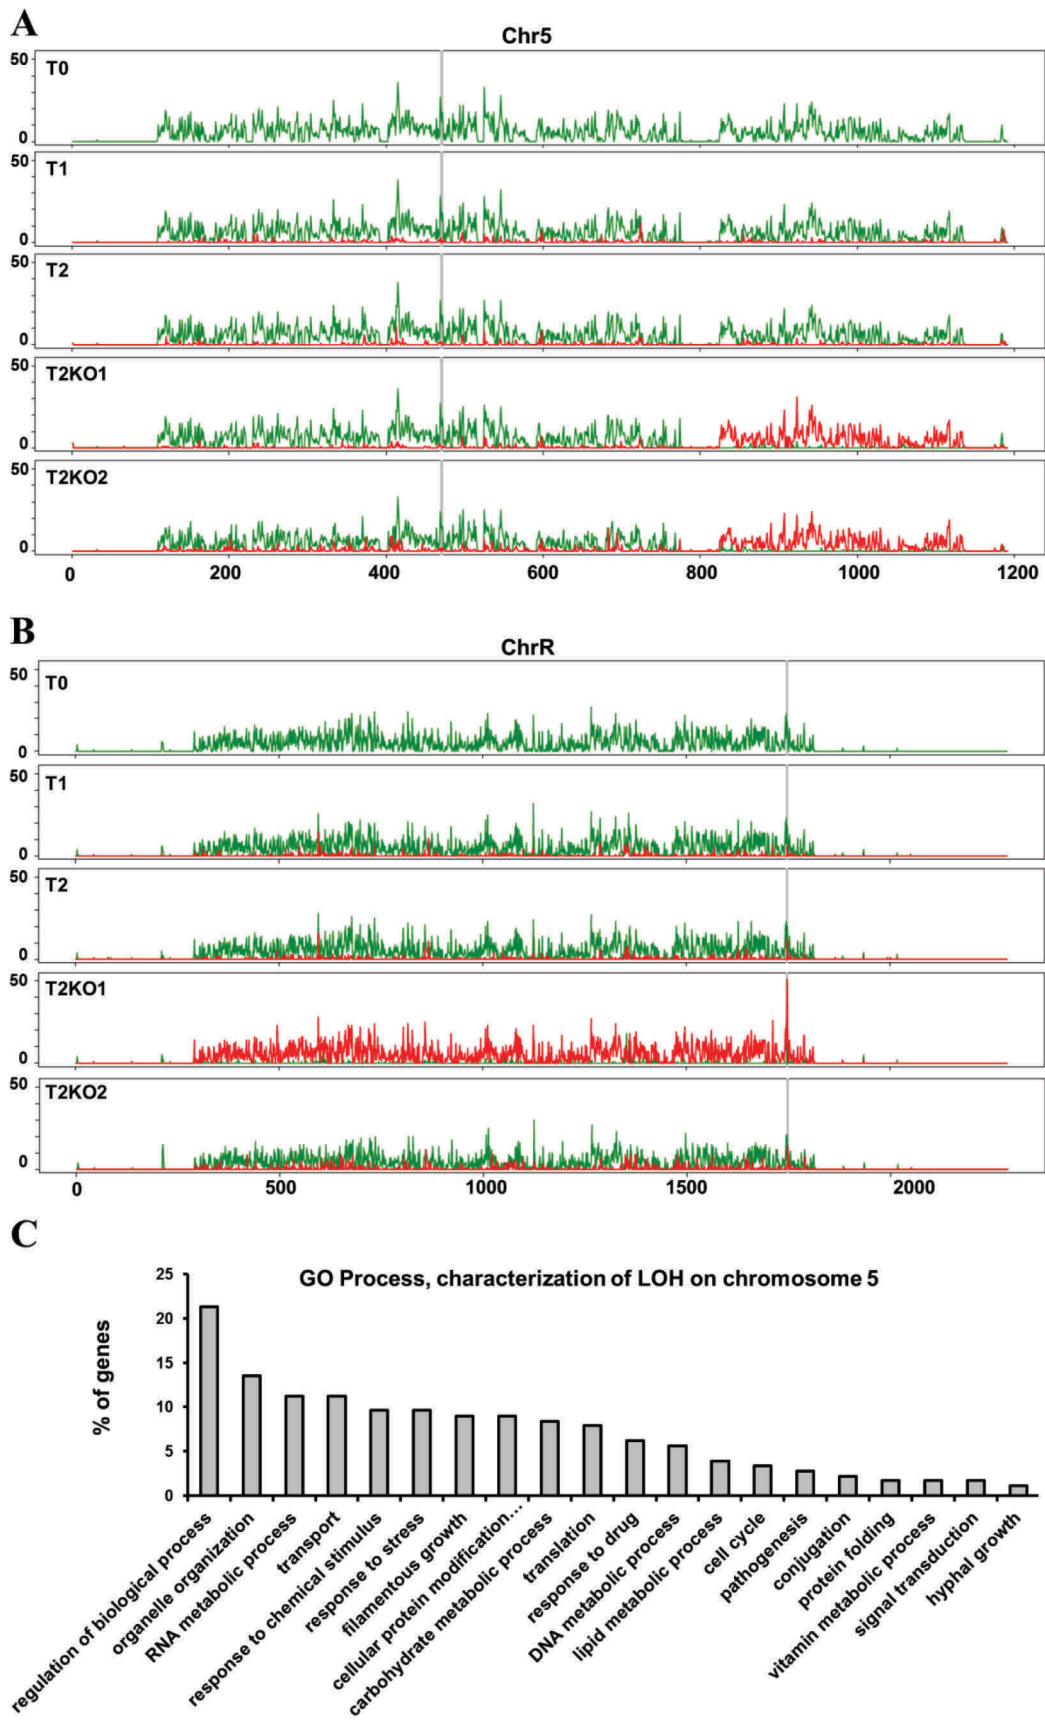 A
Chr5
50
T0
0
50
T1
0
50
T2
0
50
T2KO1
0
50
T2KO2
0
0 200 400 600 800 1000 1200
B
ChrR
50
T0
0
50
T1
0
50
T2
0
50
T2KO1
0
50
T2KO2
0
0 500 1000 1500 2000
C
GO Process, characterization of LOH on chromosome 5
% of genes
25
20
15
10
5
0
regulation of biological process
organelle organization
RNA metabolic process
transport
response to chemical stimulus
response to stress
filamentous growth
cellular protein modification…
carbohydrate metabolic process
translation
response to drug
DNA metabolic process
lipid metabolic process
cell cycle
pathogenesis
conjugation
protein folding
vitamin metabolic process
signal transduction
hyphal growth